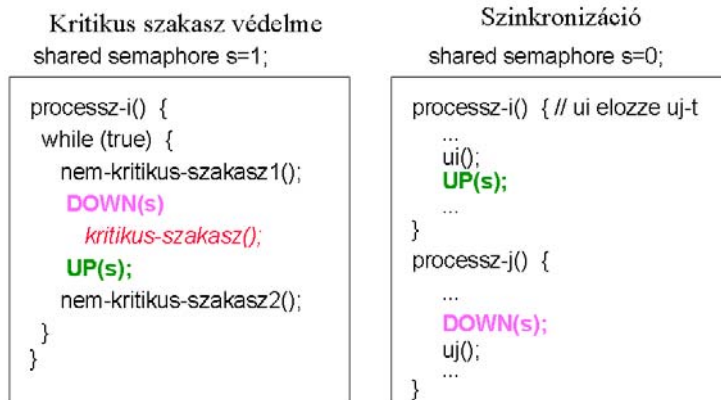 Kritikus szakasz védelme
shared semaphore s=1;
processz-i() {
while (true) {
nem-kritikus-szakasz1();
DOWN(s)
kritikus-szakasz();
UP(s);
nem-kritikus-szakasz2();
}
}
Szinkronizáció
shared semaphore s=0;
processz-i() { // ui elozze uj-t
...
ui();
UP(s);
...
}
processz-j() {
...
DOWN(s);
uj();
...
}